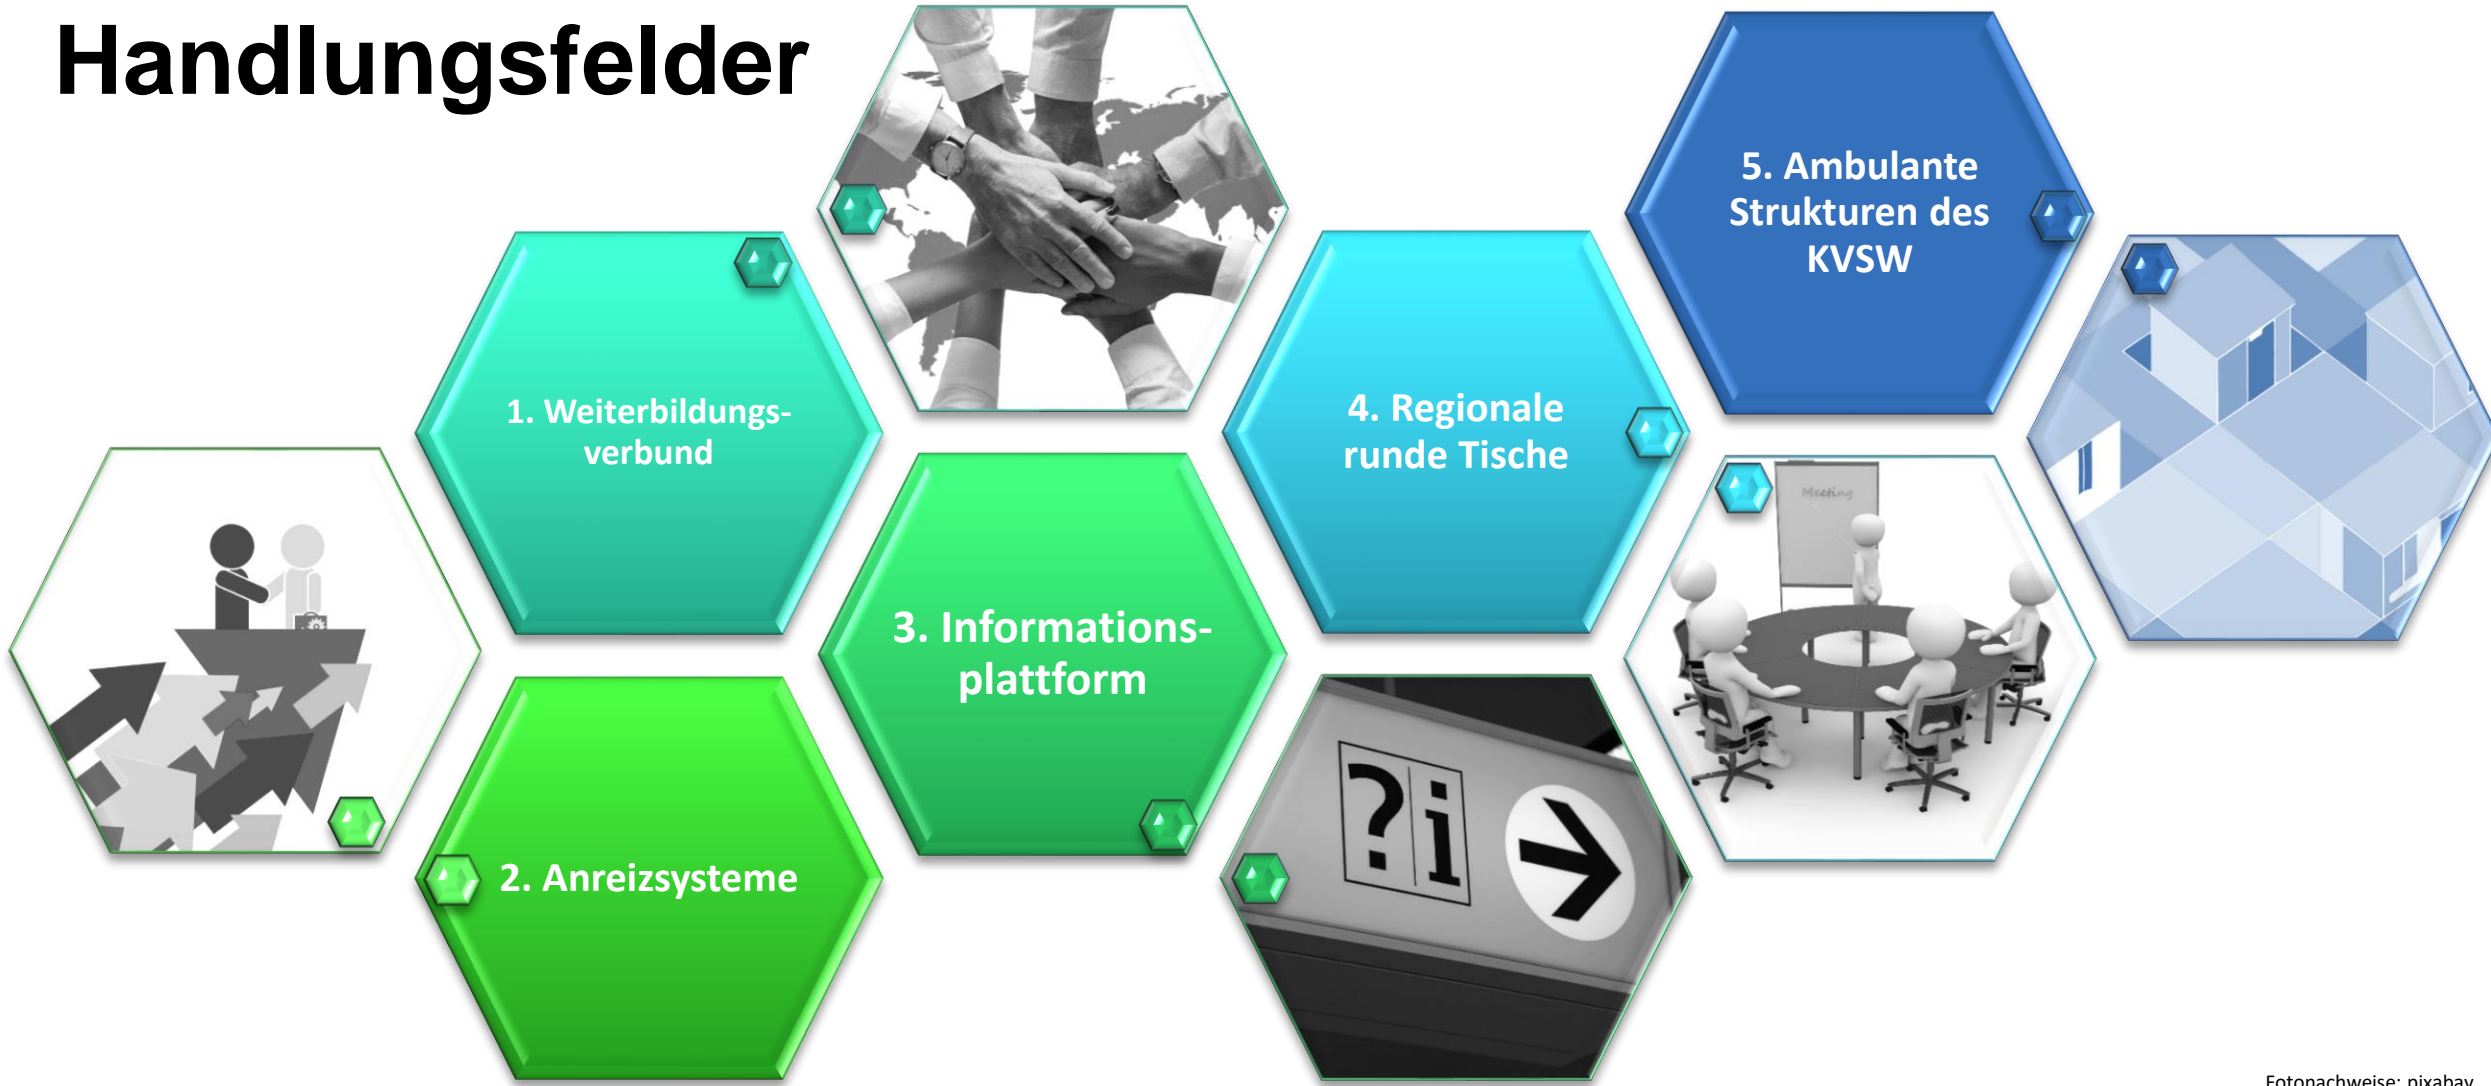 Handlungsfelder
1. Weiterbildungs-
verbund
2. Anreizsysteme
3. Informations-
plattform
4. Regionale
runde Tische
5. Ambulante
Strukturen des
KVSW
Meeting
?i
Fotonachweise: pixabay